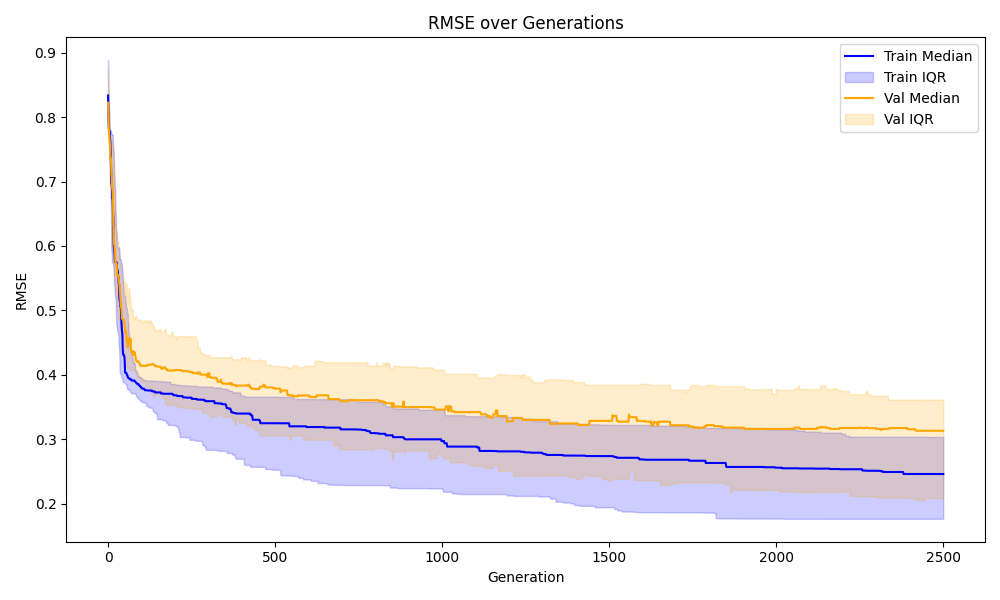 RMSE over Generations
0.9
0.8
0.7
0.6
0.5
0.4
0.3
0.2
RMSE
0
500
1000
1500
2000
2500
Generation
Train Median
Train IQR
Val Median
Val IQR